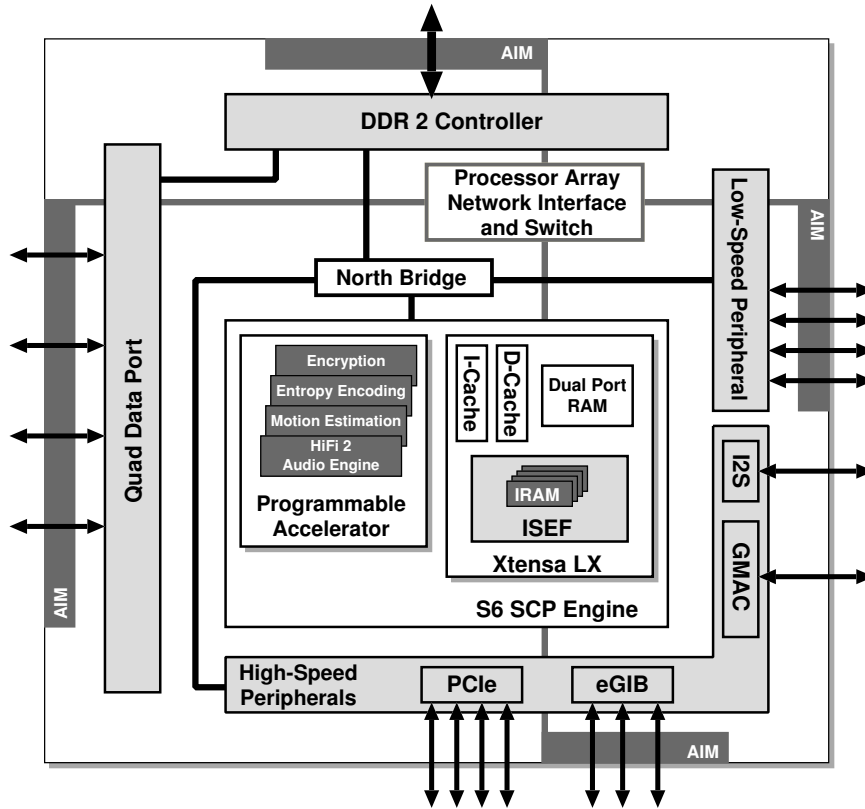 AIM
DDR 2 Controller
Processor Array
Network Interface
and Switch
Low-Speed Peripheral
AIM
North Bridge
Quad Data Port
AIM
Encryption
Entropy Encoding
Motion Estimation
HiFi 2
Audio Engine
Programmable
Accelerator
I-Cache
D-Cache
Dual Port
RAM
IRAM
ISEF
Xtensa LX
S6 SCP Engine
I2S
GMAC
High-Speed
Peripherals
PCIe
eGIB
AIM